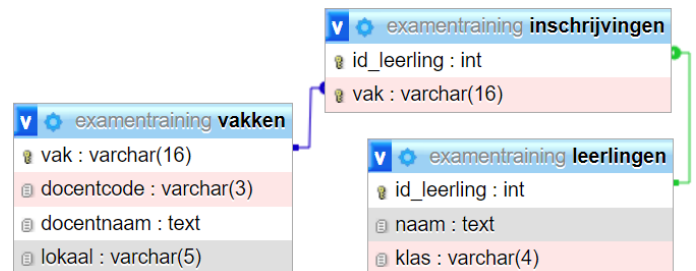 v examentraining inschrijvingen
id_leerling : int
vak : varchar(16)
v examentraining vakken
vak : varchar(16)
docentcode : varchar(3)
docentnaam : text
lokaal : varchar(5)
v examentraining leerlingen
id_leerling : int
naam : text
klas : varchar(4)